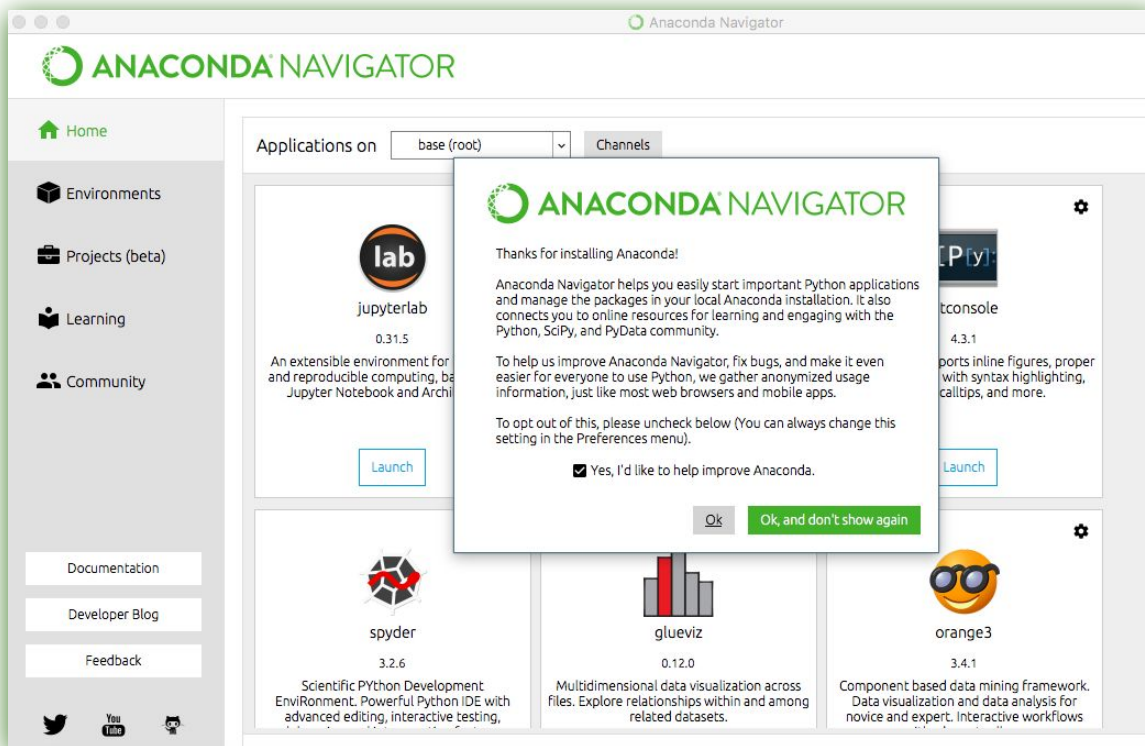 Anaconda Navigator
ANACONDA NAVIGATOR
Home
Environments
Projects (beta)
Learning
Community
Documentation
Developer Blog
Feedback
You
Tube
Applications on
base (root)
Channels
lab
jupyterlab
0.31.5
An extensible environment for
and reproducible computing, ba
Jupyter Notebook and Archi
Launch
IP[y]:
tconsole
4.3.1
ports inline figures, proper
with syntax highlighting,
calltips, and more.
Launch
ANACONDA NAVIGATOR
Thanks for installing Anaconda!
Anaconda Navigator helps you easily start important Python applications
and manage the packages in your local Anaconda installation. It also
connects you to online resources for learning and engaging with the
Python, SciPy, and PyData community.
To help us improve Anaconda Navigator, fix bugs, and make it even
easier for everyone to use Python, we gather anonymized usage
information, just like most web browsers and mobile apps.
To opt out of this, please uncheck below (You can always change this
setting in the Preferences menu).
Yes, I'd like to help improve Anaconda.
Ok
Ok, and don't show again
spyder
3.2.6
Scientific PYthon Development
EnviRonment. Powerful Python IDE with
advanced editing, interactive testing,
glueviz
0.12.0
Multidimensional data visualization across
files. Explore relationships within and among
related datasets.
orange3
3.4.1
Component based data mining framework.
Data visualization and data analysis for
novice and expert. Interactive workflows